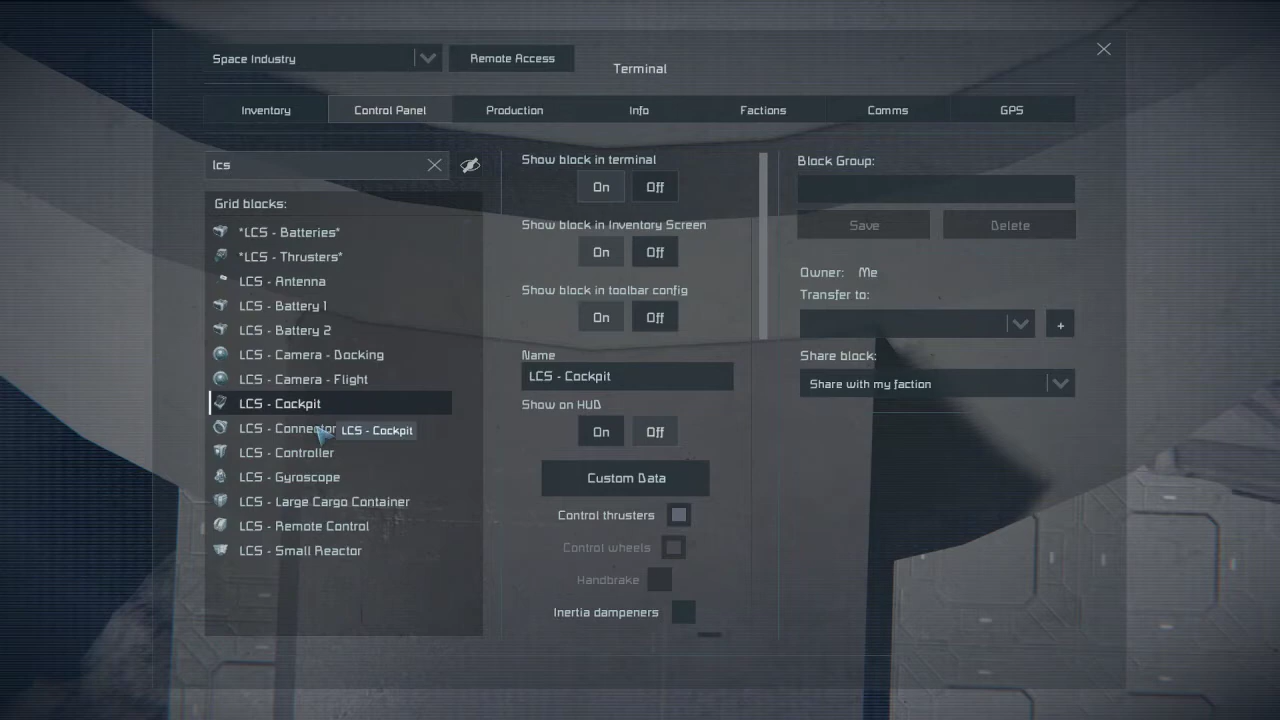 Space Industry
Remote Access
Terminal
Inventory
Control Panel
Production
Info
Factions
Comms
GPS
lcs
Grid blocks:
*LCS - Batteries*
*LCS - Thrusters*
LCS - Antenna
LCS - Battery 1
LCS - Battery 2
LCS - Camera - Docking
LCS - Camera - Flight
LCS - Cockpit
LCS - Connector
LCS - Cockpit
LCS - Controller
LCS - Gyroscope
LCS - Large Cargo Container
LCS - Remote Control
LCS - Small Reactor
Show block in terminal
On Off
Show block in Inventory Screen
On Off
Show block in toolbar config
On Off
Name
LCS - Cockpit
Show on HUD
On Off
Custom Data
Control thrusters
Control wheels
Handbrake
Inertia dampeners
Block Group:
Save
Delete
Owner: Me
Transfer to:
+
Share block:
Share with my faction